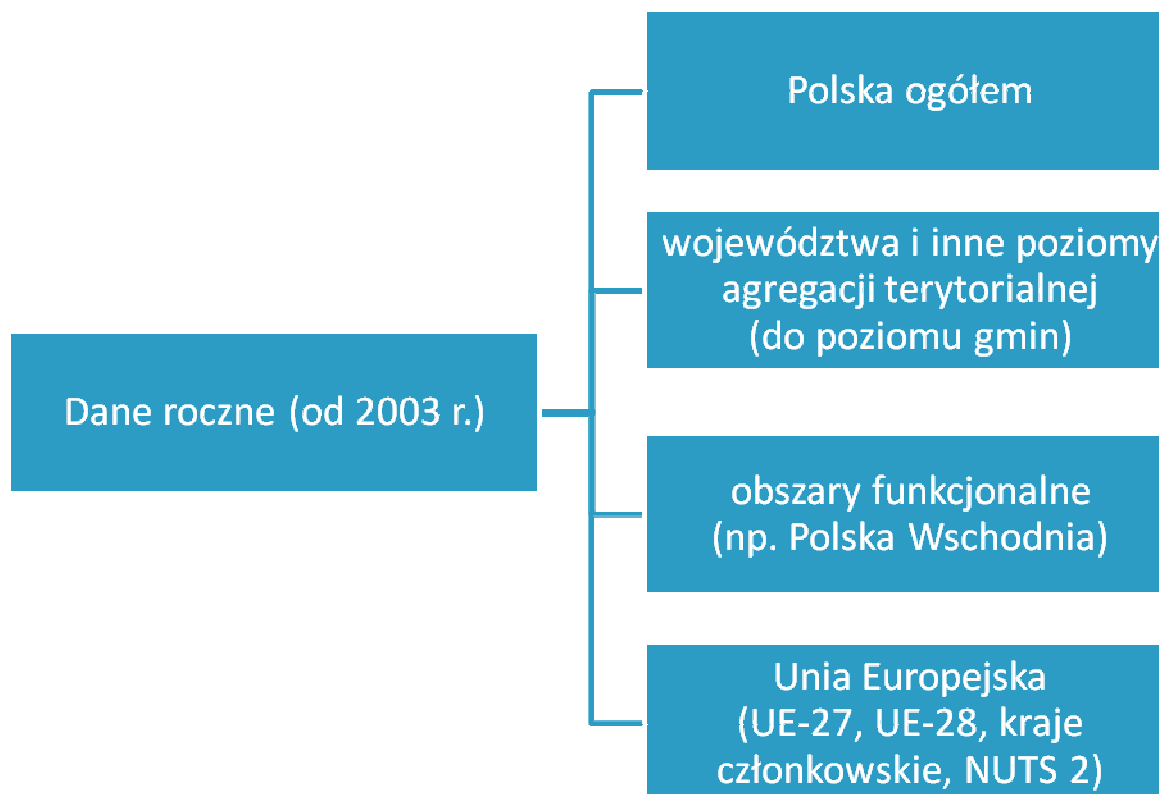 Polska ogółem
województwa i inne poziomy
agregacji terytorialnej
(do poziomu gmin)
Dane roczne (od 2003 r.)
obszary funkcjonalne
(np. Polska Wschodnia)
Unia Europejska
(UE-27, UE-28, kraje
członkowskie, NUTS 2)